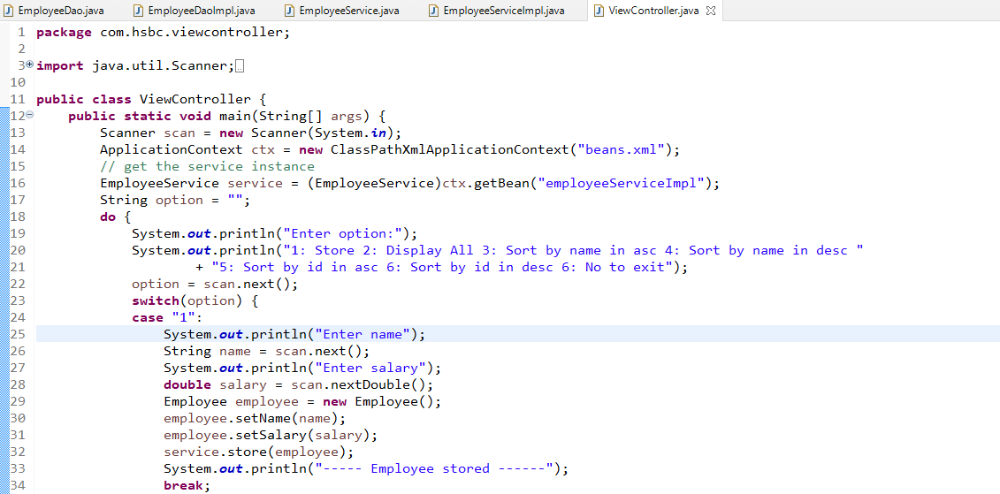 EmployeeDao.java EmployeeDaoImpl.java EmployeeService.java EmployeeServiceImpl.java ViewController.java
1 package com.hsbc.viewcontroller;
2
3 import java.util.Scanner;
10
11 public class ViewController {
12     public static void main(String[] args) {
13         Scanner scan = new Scanner(System.in);
14         ApplicationContext ctx = new ClassPathXmlApplicationContext("beans.xml");
15         // get the service instance
16         EmployeeService service = (EmployeeService)ctx.getBean("employeeServiceImpl");
17         String option = "";
18         do {
19             System.out.println("Enter option:");
20             System.out.println("1: Store 2: Display All 3: Sort by name in asc 4: Sort by name in desc "
21                     + "5: Sort by id in asc 6: Sort by id in desc 6: No to exit");
22             option = scan.next();
23             switch(option) {
24             case "1":
25                 System.out.println("Enter name");
26                 String name = scan.next();
27                 System.out.println("Enter salary");
28                 double salary = scan.nextDouble();
29                 Employee employee = new Employee();
30                 employee.setName(name);
31                 employee.setSalary(salary);
32                 service.store(employee);
33                 System.out.println("----- Employee stored ------");
34                 break;